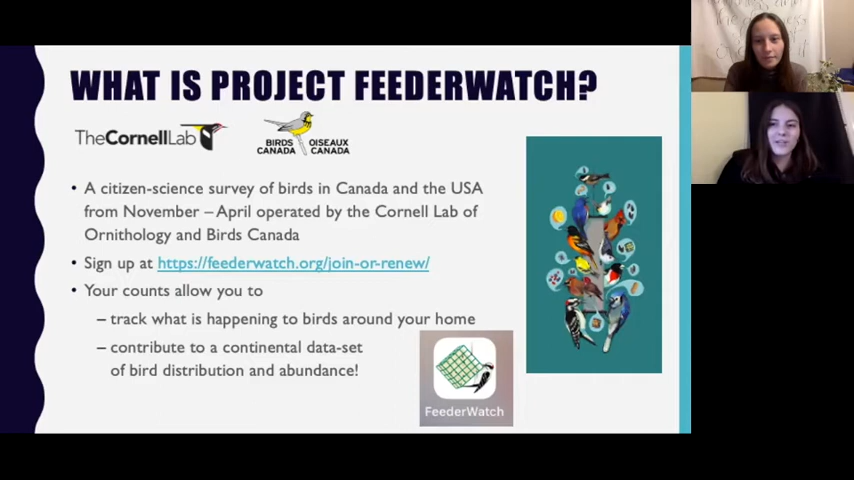 WHAT IS PROJECT FEEDERWATCH?
TheCornellLab
BIRDS CANADA
OISEAUX CANADA
• A citizen-science survey of birds in Canada and the USA
from November – April operated by the Cornell Lab of
Ornithology and Birds Canada
• Sign up at https://feederwatch.org/join-or-renew/
• Your counts allow you to
– track what is happening to birds around your home
– contribute to a continental data-set
of bird distribution and abundance!
FeederWatch